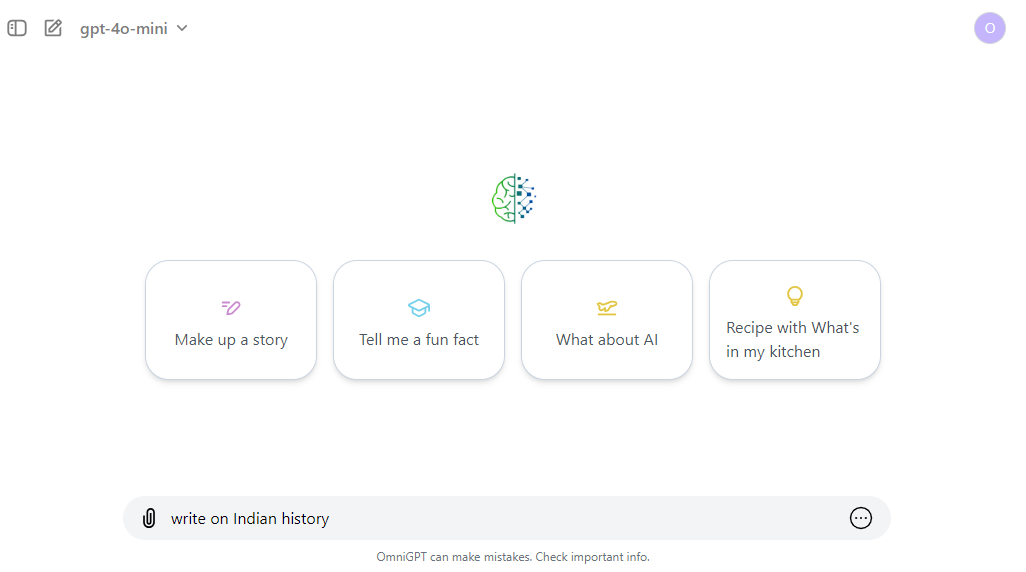 gpt-4o-mini
O
Make up a story
Tell me a fun fact
What about AI
Recipe with What's
in my kitchen
write on Indian history
OmniGPT can make mistakes. Check important info.